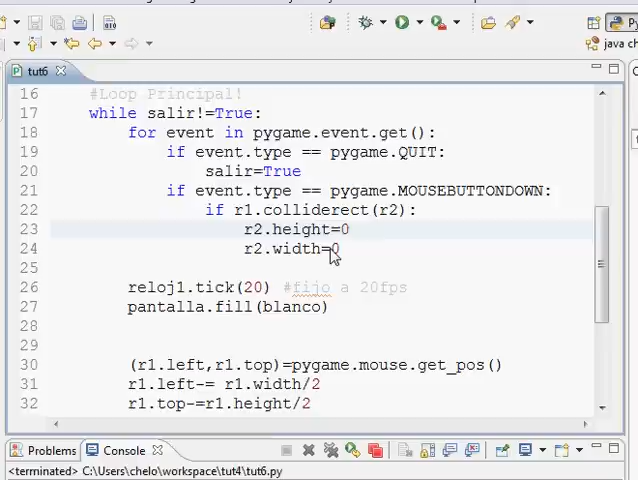 Py
java ch
tut6
16 #Loop Principal!
17 while salir!=True:
18 for event in pygame.event.get():
19 if event.type == pygame.QUIT:
20 salir=True
21 if event.type == pygame.MOUSEBUTTONDOWN:
22 if r1.colliderect(r2):
23 r2.height=0
24 r2.width=0
25
26 reloj1.tick(20) #fijo a 20fps
27 pantalla.fill(blanco)
28
29
30 (r1.left,r1.top)=pygame.mouse.get_pos()
31 r1.left-= r1.width/2
32 r1.top-=r1.height/2
Problems Console
<terminated> C:\Users\chelo\workspace\tut4\tut6.py